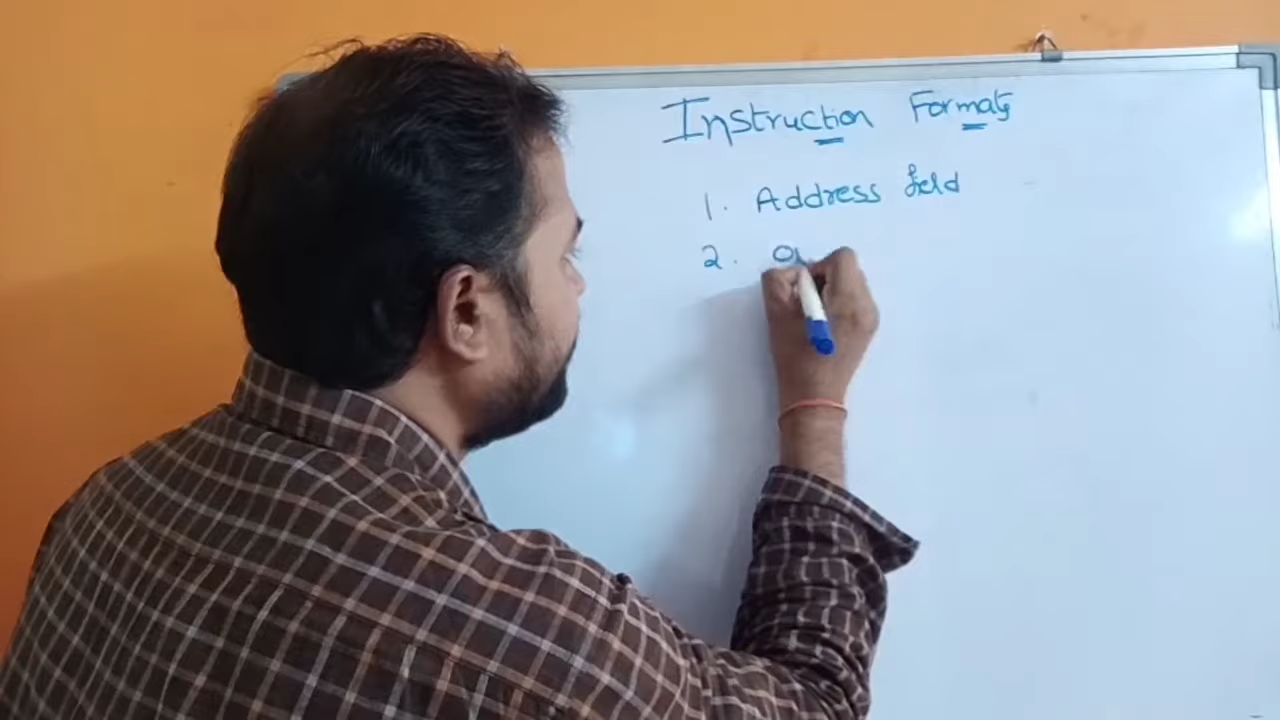 Instruction Formats
1. Address field
2.